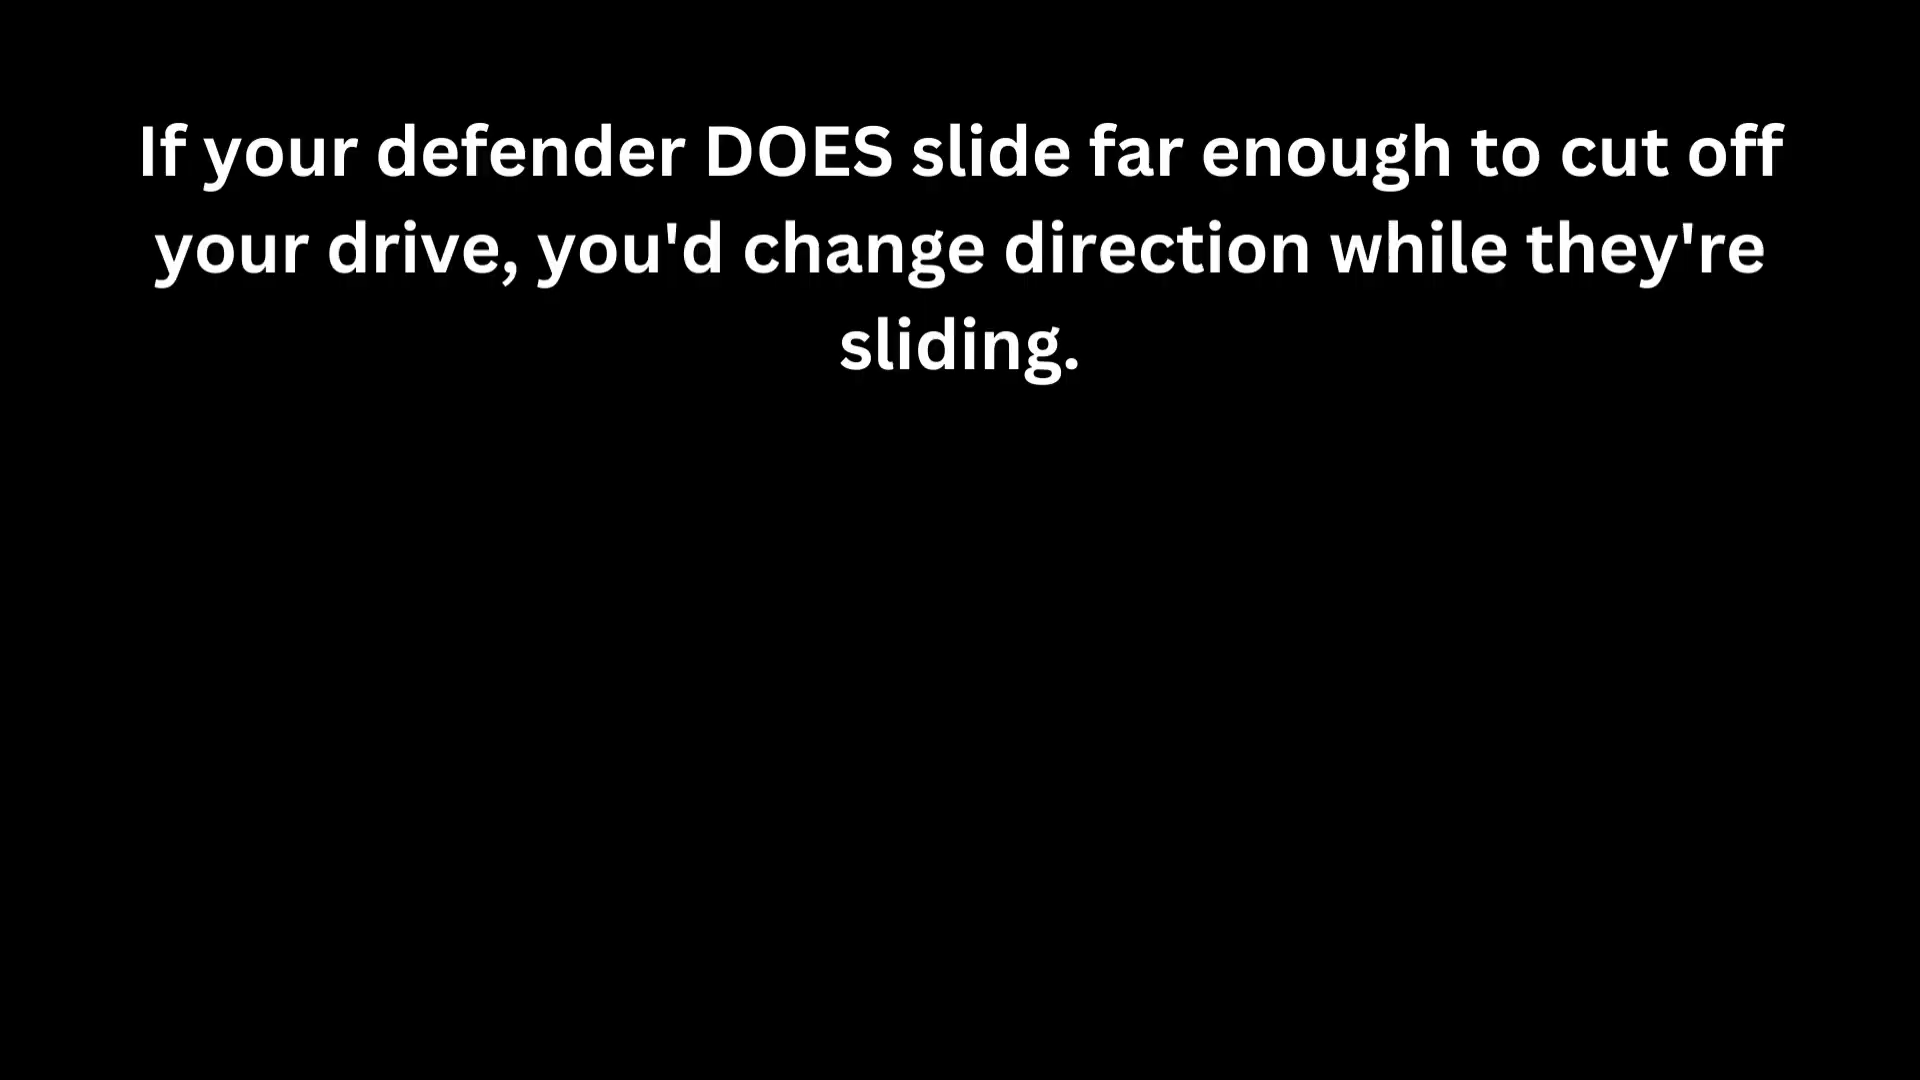 If your defender DOES slide far enough to cut off
your drive, you'd change direction while they're
sliding.